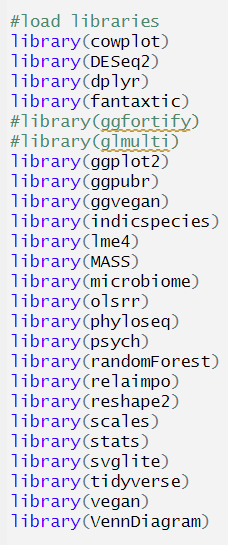 #load libraries
library(cowplot)
library(DESeq2)
library(dplyr)
library(fantaxtic)
#library(ggfortify)
#library(glmulti)
library(ggplot2)
library(ggpubr)
library(ggvegan)
library(indicspecies)
library(lme4)
library(MASS)
library(microbiome)
library(olsrr)
library(phyloseq)
library(psych)
library(randomForest)
library(relaimpo)
library(reshape2)
library(scales)
library(stats)
library(svglite)
library(tidyverse)
library(vegan)
library(VennDiagram)